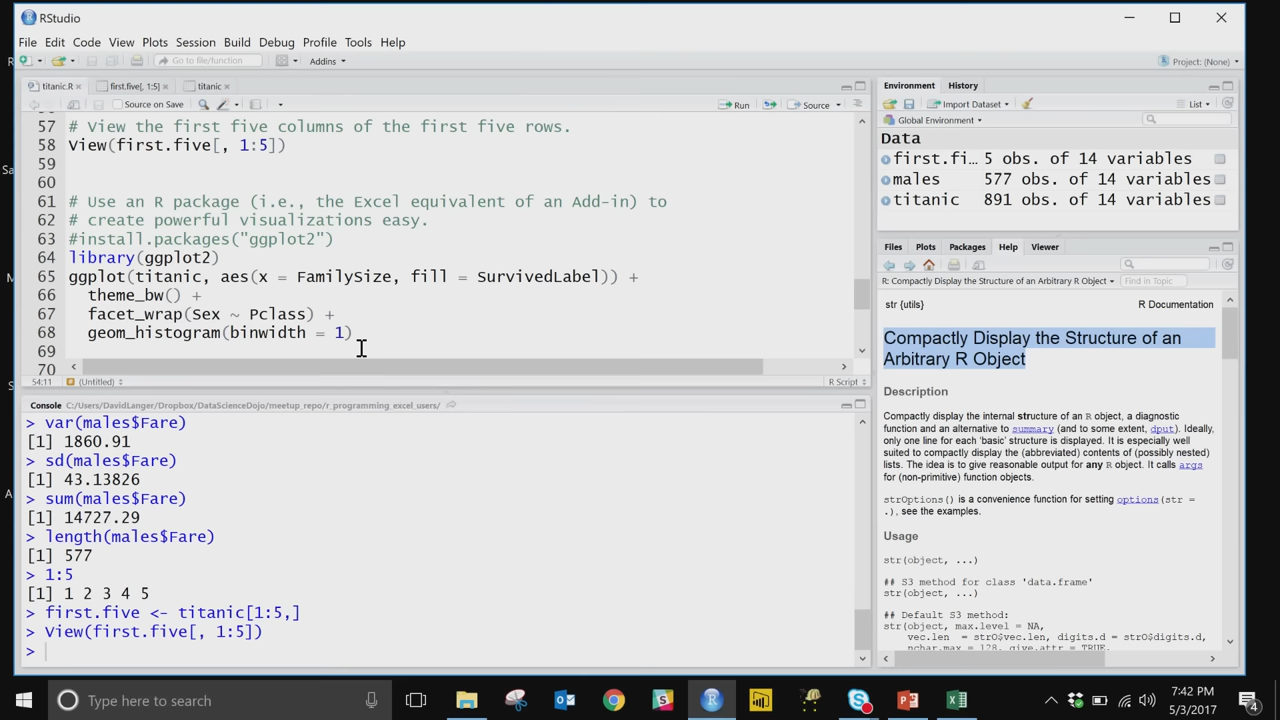 RStudio
File Edit Code View Plots Session Build Debug Profile Tools Help
Go to file/function Addins Project: (None)
titanic.R first.five[, 1:5] titanic
Source on Save Run Source
57 # View the first five columns of the first five rows.
58 View(first.five[, 1:5])
59
60
61 # Use an R package (i.e., the Excel equivalent of an Add-in) to
62 # create powerful visualizations easy.
63 #install.packages("ggplot2")
64 library(ggplot2)
65 ggplot(titanic, aes(x = FamilySize, fill = SurvivedLabel)) +
66 theme_bw() +
67 facet_wrap(Sex ~ Pclass) +
68 geom_histogram(binwidth = 1)
69
70
54:11 (Untitled) R Script
Console C:/Users/DavidLanger/Dropbox/DataScienceDojo/meetup_repo/r_programming_excel_users/
> var(males$Fare)
[1] 1860.91
> sd(males$Fare)
[1] 43.13826
> sum(males$Fare)
[1] 14727.29
> length(males$Fare)
[1] 577
> 1:5
[1] 1 2 3 4 5
> first.five <- titanic[1:5,]
> View(first.five[, 1:5])
>
Environment History
Import Dataset List
Global Environment
Data
first.fi… 5 obs. of 14 variables
males 577 obs. of 14 variables
titanic 891 obs. of 14 variables
Files Plots Packages Help Viewer
R: Compactly Display the Structure of an Arbitrary R Object Find in Topic
str {utils} R Documentation
Compactly Display the Structure of an
Arbitrary R Object
Description
Compactly display the internal structure of an R object, a diagnostic
function and an alternative to summary (and to some extent, dput). Ideally,
only one line for each 'basic' structure is displayed. It is especially well
suited to compactly display the (abbreviated) contents of (possibly nested)
lists. The idea is to give reasonable output for any R object. It calls args
for (non-primitive) function objects.
strOptions() is a convenience function for setting options(str =
.), see the examples.
Usage
str(object, ...)
## S3 method for class 'data.frame'
str(object, ...)
## Default S3 method:
str(object, max.level = NA,
vec.len = strO$vec.len, digits.d = strO$digits.d,
nchar.max = 128, give.attr = TRUE,
Type here to search
7:42 PM
5/3/2017
4